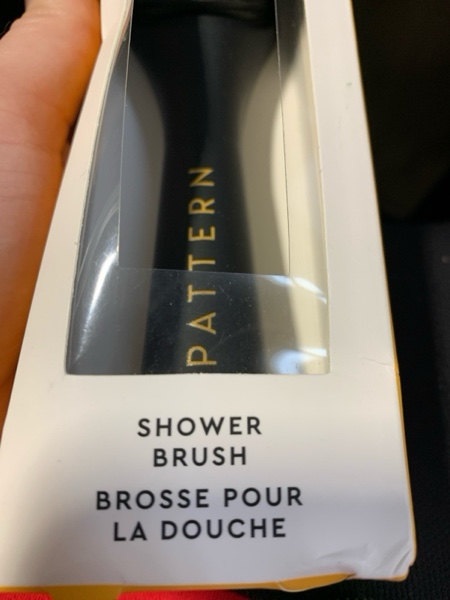 PATTERN
SHOWER
BRUSH
BROSSE POUR
LA DOUCHE